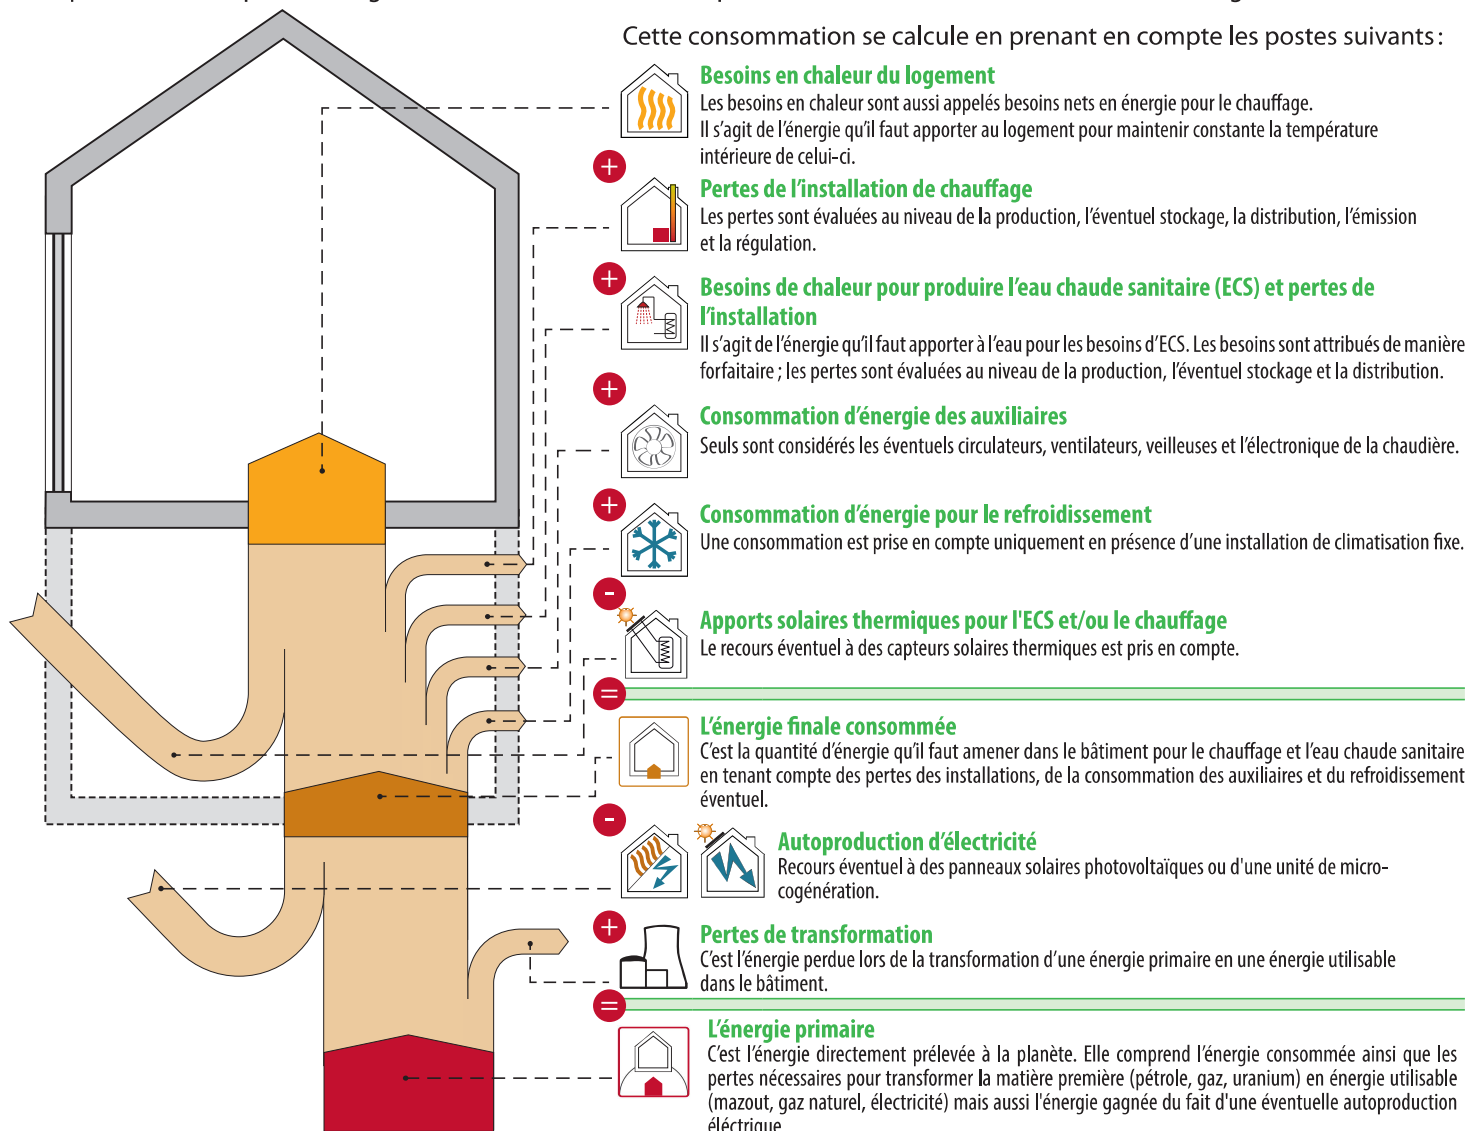 Cette consommation se calcule en prenant en compte les postes suivants :
Besoins en chaleur du logement
Les besoins en chaleur sont aussi appelés besoins nets en énergie pour le chauffage.
Il s'agit de l'énergie qu'il faut apporter au logement pour maintenir constante la température
intérieure de celui-ci.
+
Pertes de l'installation de chauffage
Les pertes sont évaluées au niveau de la production, l'éventuel stockage, la distribution, l'émission
et la régulation.
+
Besoins de chaleur pour produire l'eau chaude sanitaire (ECS) et pertes de
l'installation
Il s'agit de l'énergie qu'il faut apporter à l'eau pour les besoins d'ECS. Les besoins sont attribués de manière
forfaitaire ; les pertes sont évaluées au niveau de la production, l'éventuel stockage et la distribution.
+
Consommation d'énergie des auxiliaires
Seuls sont considérés les éventuels circulateurs, ventilateurs, veilleuses et l'électronique de la chaudière.
+
Consommation d'énergie pour le refroidissement
Une consommation est prise en compte uniquement en présence d'une installation de climatisation fixe.
-
Apports solaires thermiques pour l'ECS et/ou le chauffage
Le recours éventuel à des capteurs solaires thermiques est pris en compte.
=
L'énergie finale consommée
C'est la quantité d'énergie qu'il faut amener dans le bâtiment pour le chauffage et l'eau chaude sanitaire
en tenant compte des pertes des installations, de la consommation des auxiliaires et du refroidissement
éventuel.
-
Autoproduction d'électricité
Recours éventuel à des panneaux solaires photovoltaïques ou d'une unité de micro-
cogénération.
+
Pertes de transformation
C'est l'énergie perdue lors de la transformation d'une énergie primaire en une énergie utilisable
dans le bâtiment.
=
L'énergie primaire
C'est l'énergie directement prélevée à la planète. Elle comprend l'énergie consommée ainsi que les
pertes nécessaires pour transformer la matière première (pétrole, gaz, uranium) en énergie utilisable
(mazout, gaz naturel, électricité) mais aussi l'énergie gagnée du fait d'une éventuelle autoproduction
éléctrique